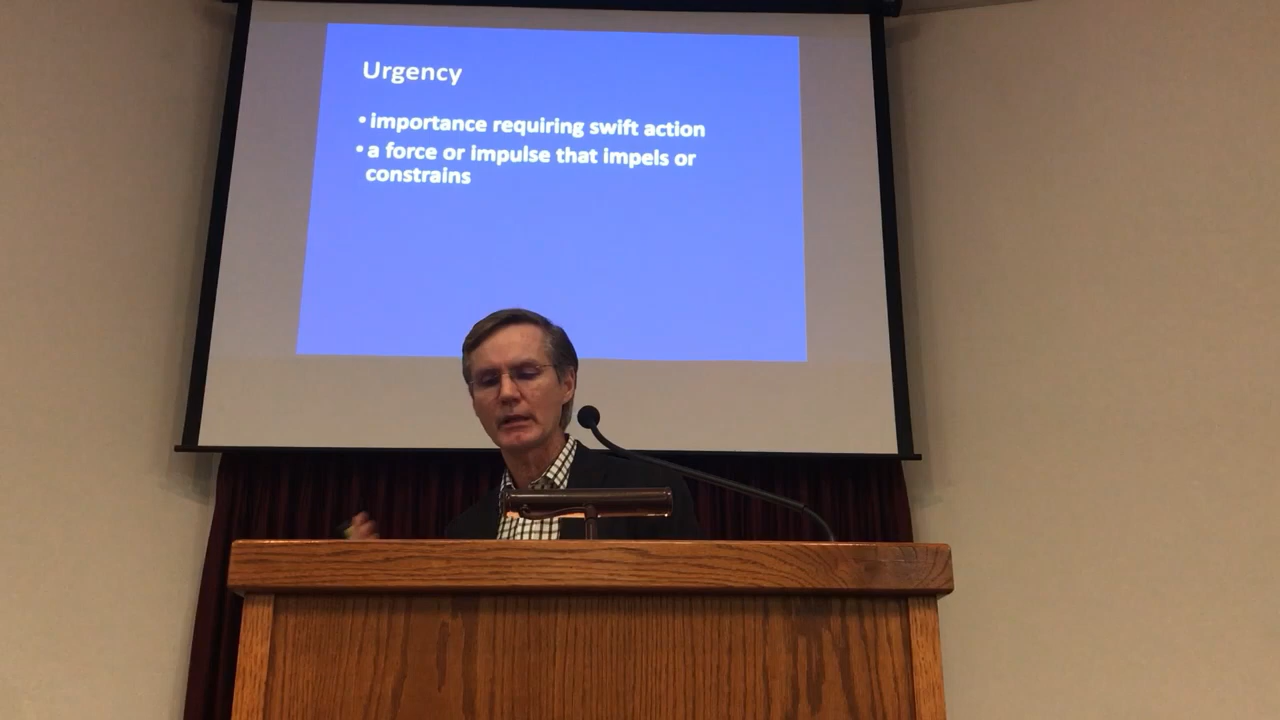 Urgency
•importance requiring swift action
•a force or impulse that impels or
constrains